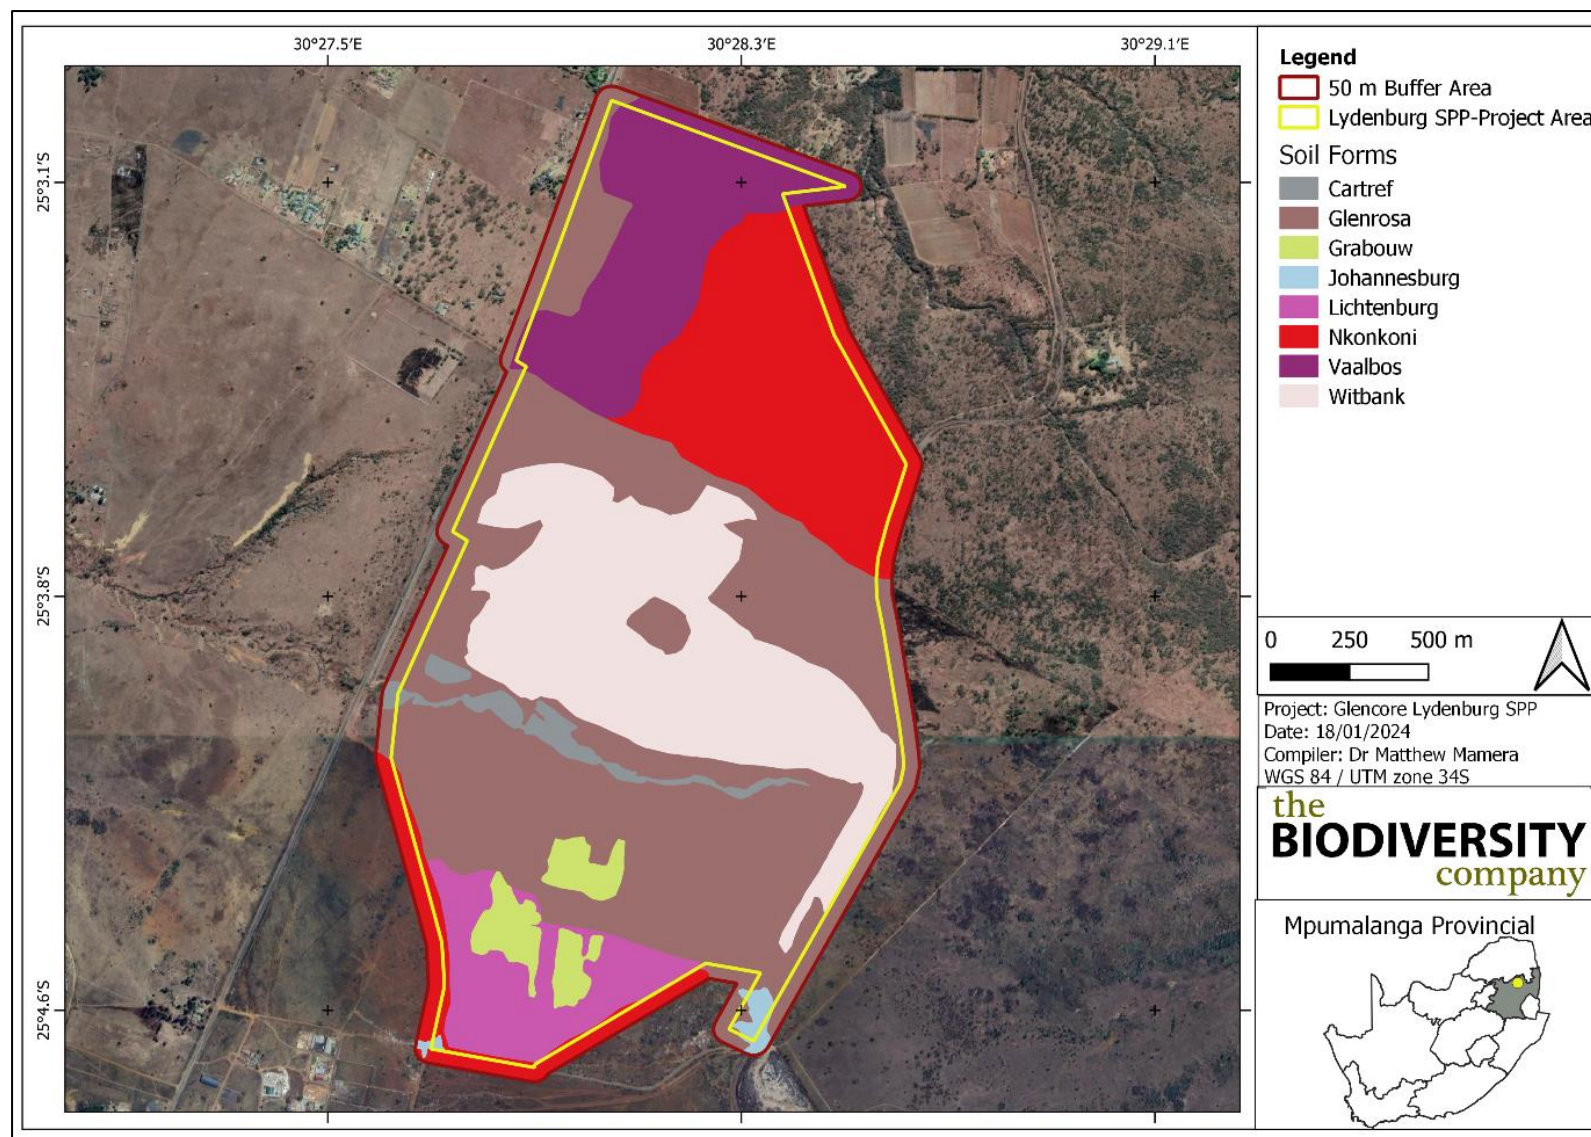 30°27.5′E 30°28.3′E 30°29.1′E
25°3.1′S
25°3.8′S
25°4.6′S
Legend
50 m Buffer Area
Lydenburg SPP-Project Area
Soil Forms
Cartref
Glenrosa
Grabouw
Johannesburg
Lichtenburg
Nkonkoni
Vaalbos
Witbank
0 250 500 m
Project: Glencore Lydenburg SPP
Date: 18/01/2024
Compiler: Dr Matthew Mamera
WGS 84 / UTM zone 34S
the
BIODIVERSITY
company
Mpumalanga Provincial